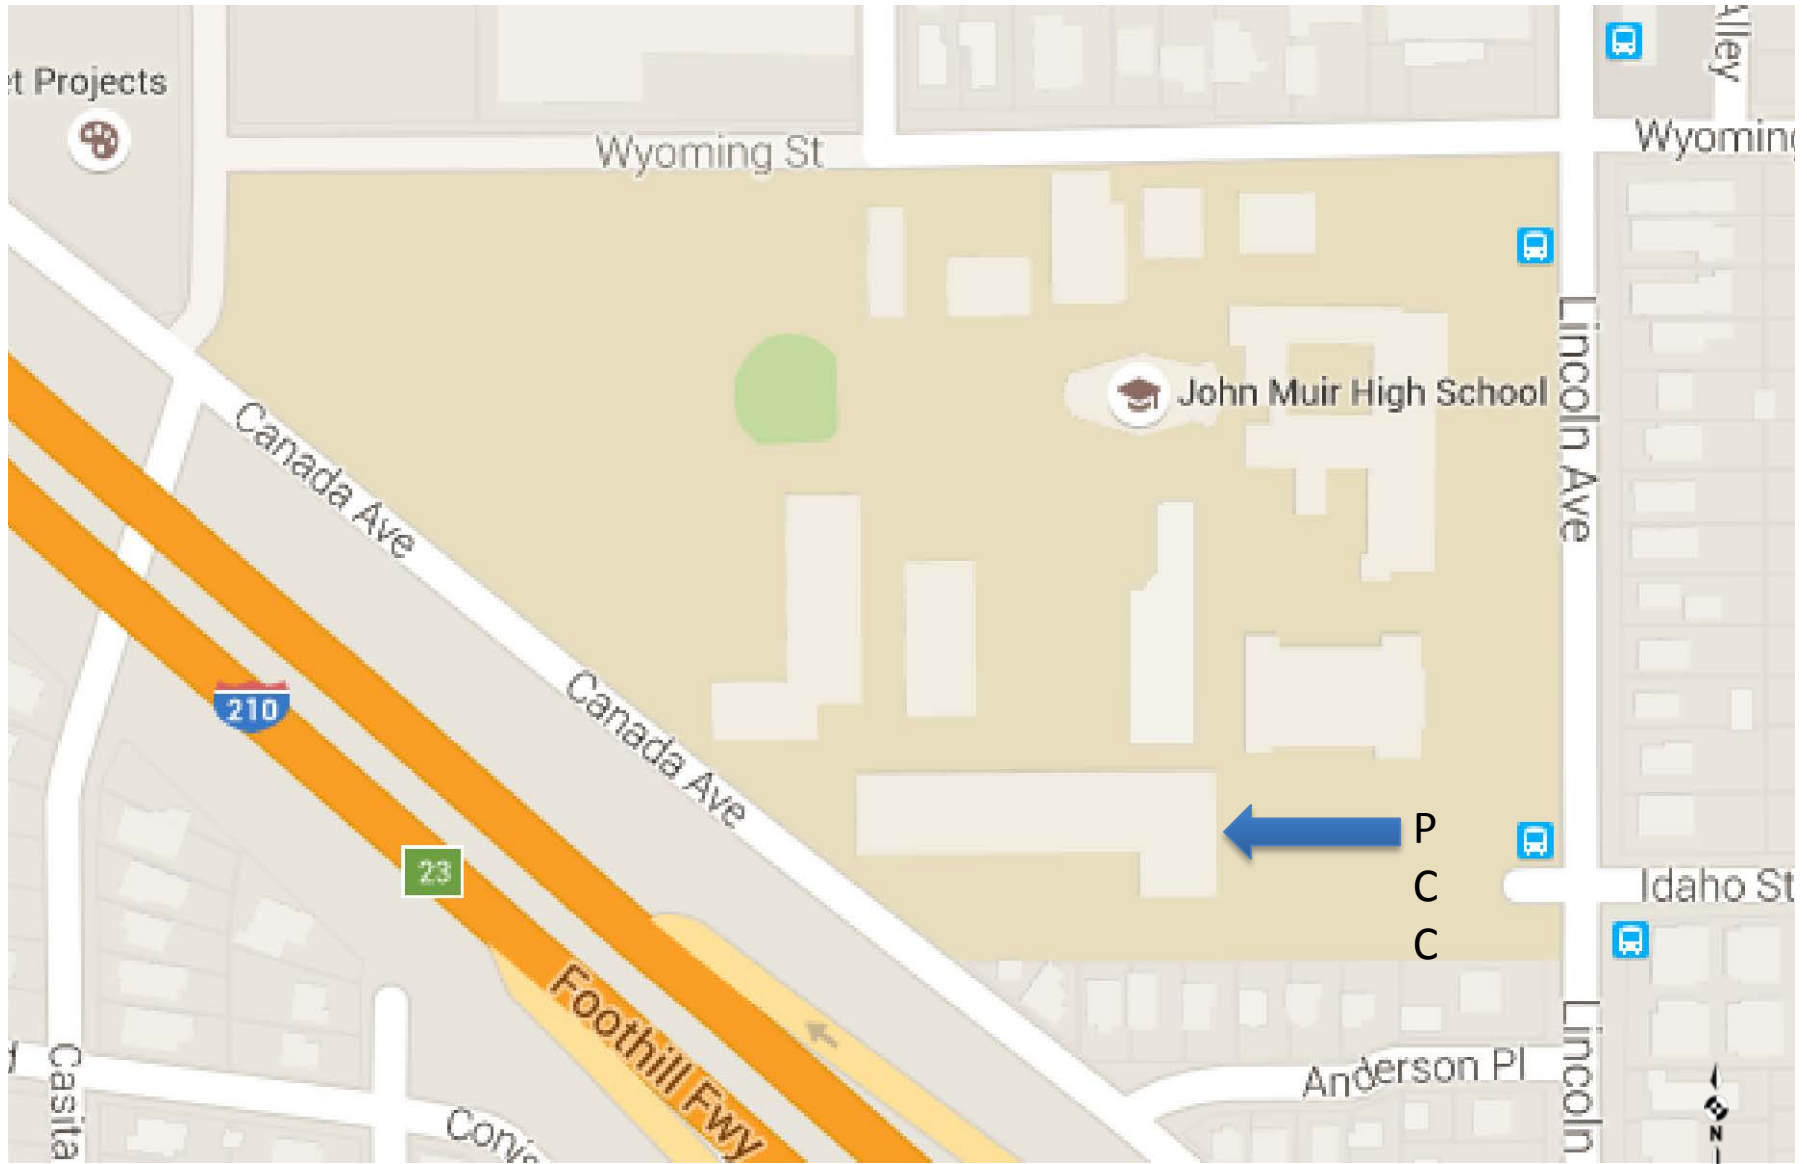 Alley
et Projects
Wyoming St
Wyoming
John Muir High School
Lincoln Ave
Canada Ave
Canada Ave
210
P
C
C
23
Idaho St
Foothill Fwy
Lincoln
Anderson Pl
Casita
N